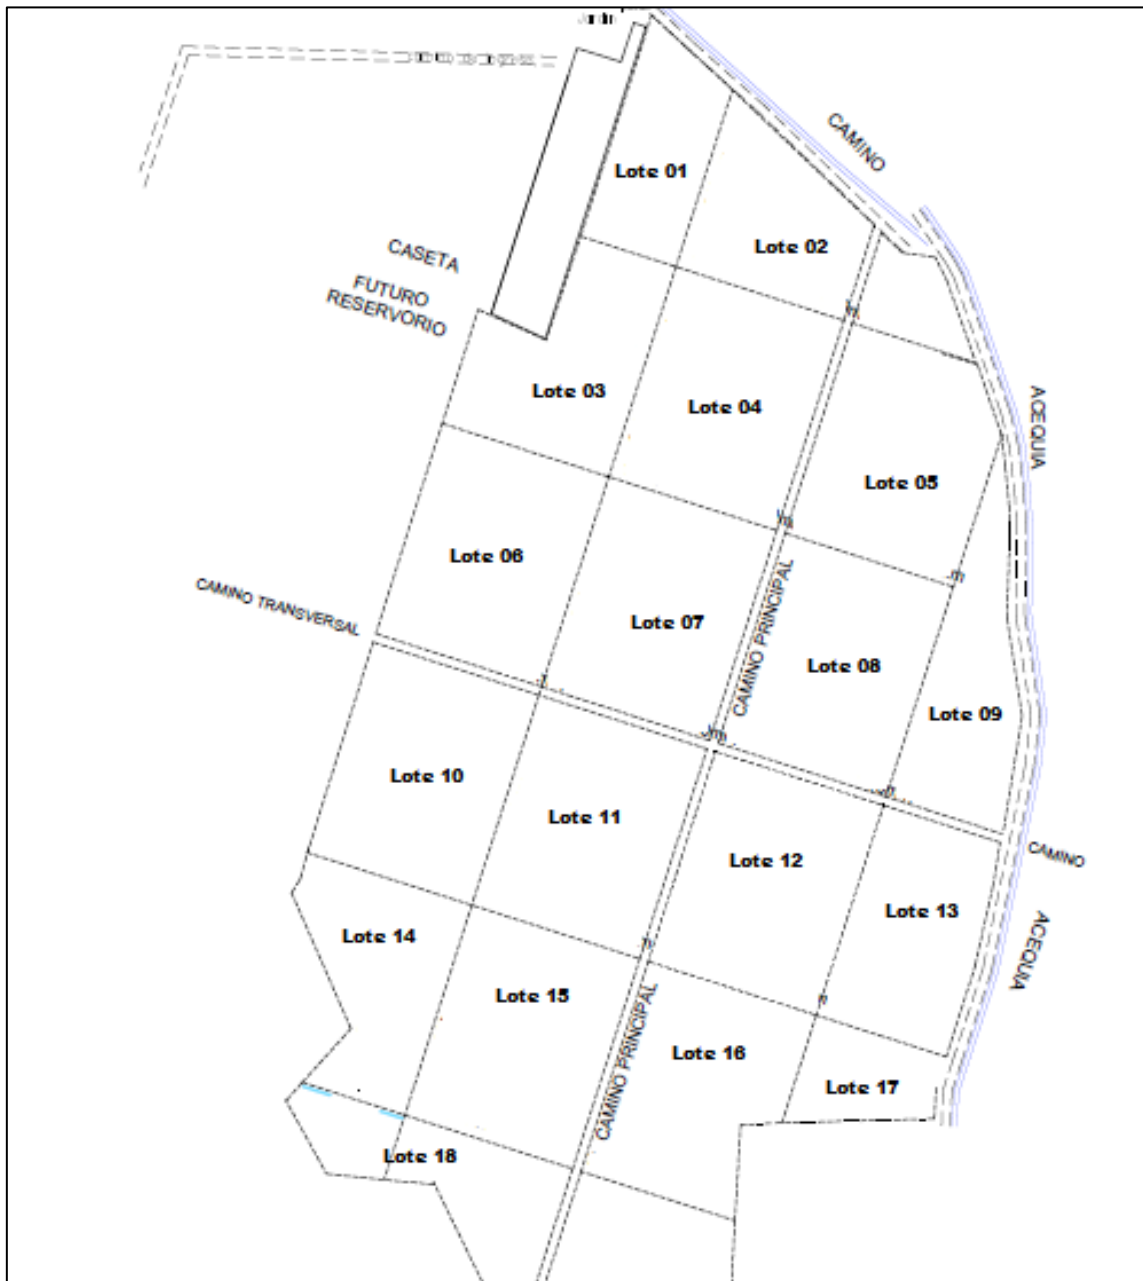 Jardin
CAMINO
Lote 01
Lote 02
CASETA
FUTURO
RESERVORIO
Lote 03
Lote 04
ACEQUIA
Lote 05
Lote 06
CAMINO TRANSVERSAL
Lote 07
CAMINO PRINCIPAL
Lote 08
Lote 09
Lote 10
Lote 11
Lote 12
CAMINO
Lote 13
Lote 14
ACEQUIA
Lote 15
CAMINO PRINCIPAL
Lote 16
Lote 17
Lote 18